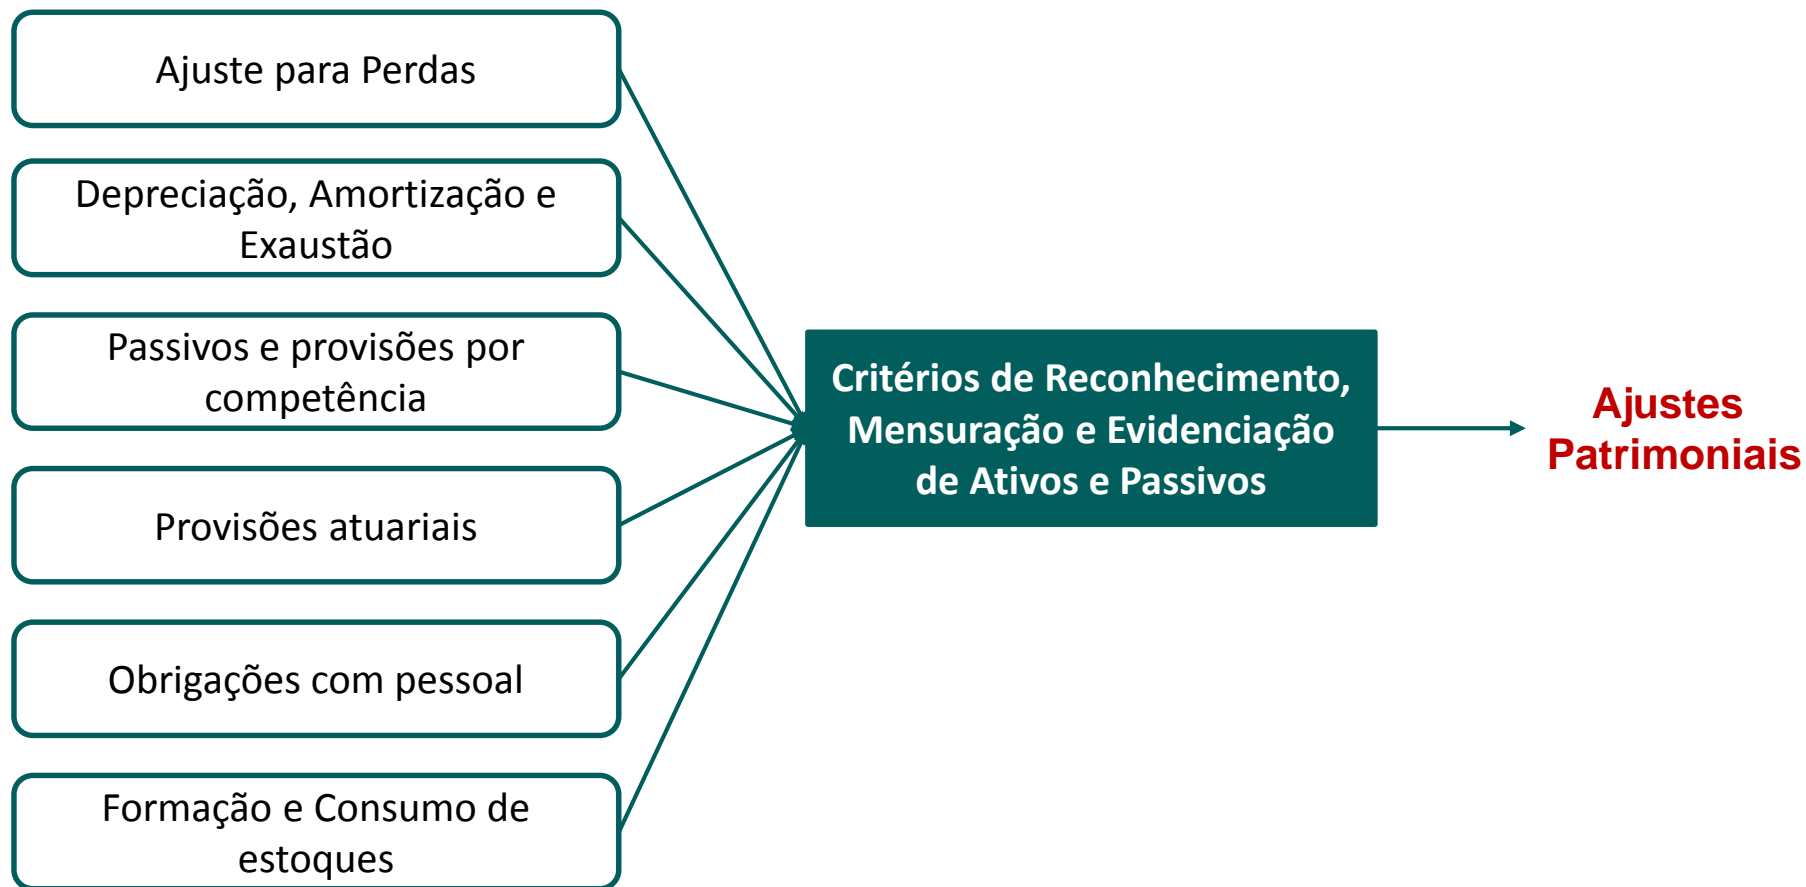 Ajuste para Perdas
Depreciação, Amortização e
Exaustão
Passivos e provisões por
competência
Provisões atuariais
Obrigações com pessoal
Formação e Consumo de
estoques
Critérios de Reconhecimento,
Mensuração e Evidenciação
de Ativos e Passivos
Ajustes
Patrimoniais